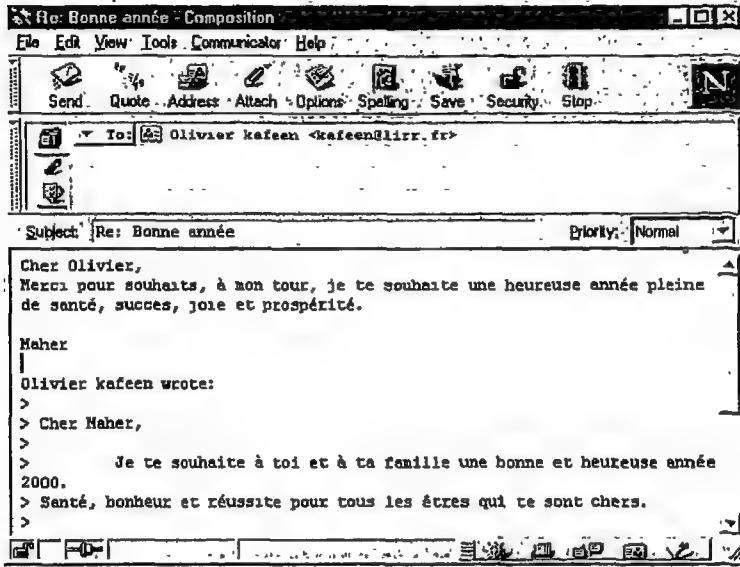 Re: Bonne année - Composition
File Edit View Tools Communicator Help
Send Quote Address Attach Options Spelling Save Security Stop
N
To: Olivier kafeen <kafeen@lirr.fr>
Subject: Re: Bonne année Priority: Normal
Cher Olivier,
Merci pour souhaits, à mon tour, je te souhaite une heureuse année pleine
de santé, succes, joie et prospérité.
Maher
Olivier kafeen wrote:
>
> Cher Maher,
>
> Je te souhaite à toi et à ta famille une bonne et heureuse année
2000.
> Santé, bonheur et réussite pour tous les êtres qui te sont chers.
>